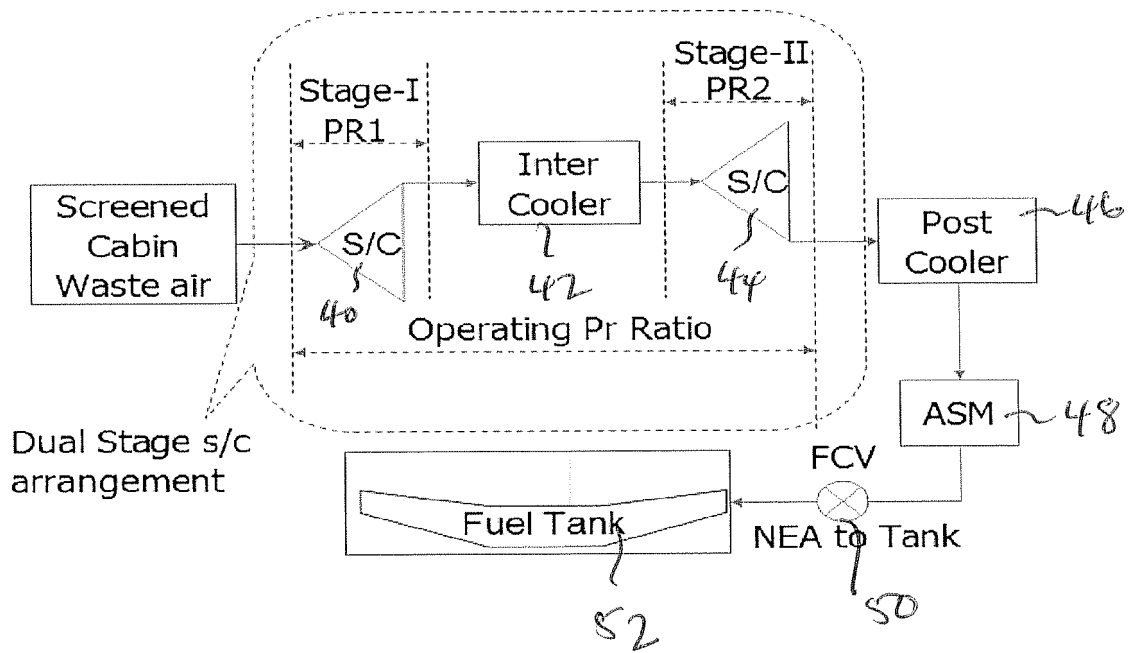 Stage-I
PR1
Stage-II
PR2
Screened
Cabin
Waste air
S/C
40
Inter
Cooler
42
S/C
44
Post
Cooler
46
Operating Pr Ratio
ASM
48
Dual Stage s/c
arrangement
FCV
Fuel Tank
NEA to Tank
50
52